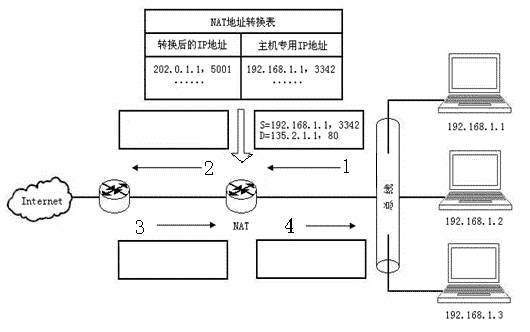 NAT地址转换表
转换后的IP地址 主机专用IP地址
202.0.1.1，5001 192.168.1.1，3342
…… ……
S=192.168.1.1，3342
D=135.2.1.1，80
2 1
192.168.1.1
Internet
总线
3 NAT 4
192.168.1.2
192.168.1.3